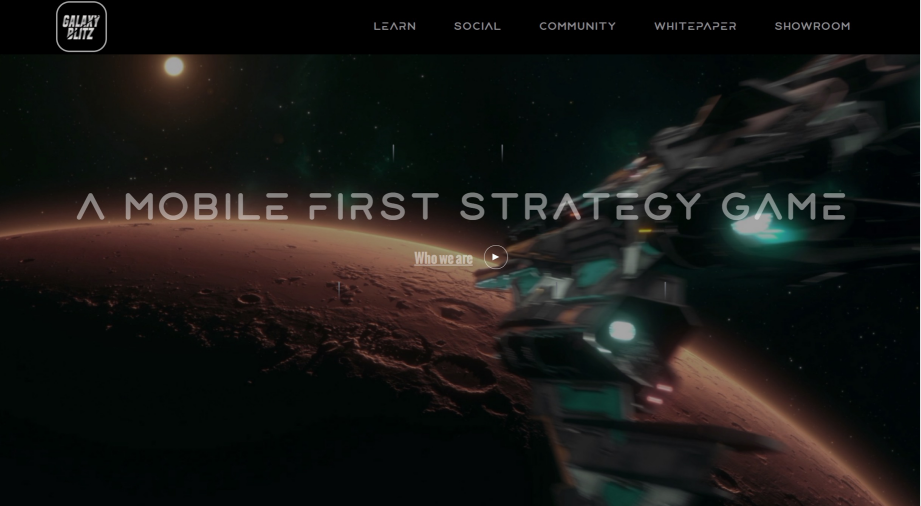 GALAXY
BLITZ
LEARN SOCIAL COMMUNITY WHITEPAPER SHOWROOM
A MOBILE FIRST STRATEGY GAME
Who we are